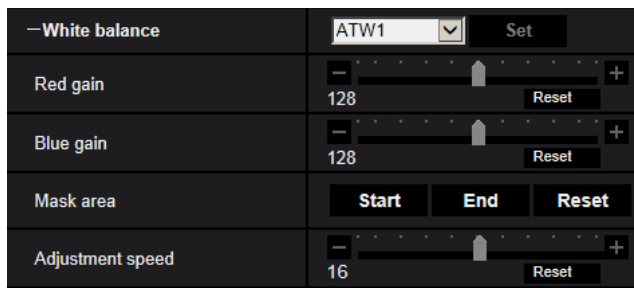 −White balance ATW1 Set
Red gain − +
128 Reset
Blue gain − +
128 Reset
Mask area Start End Reset
Adjustment speed − +
16 Reset